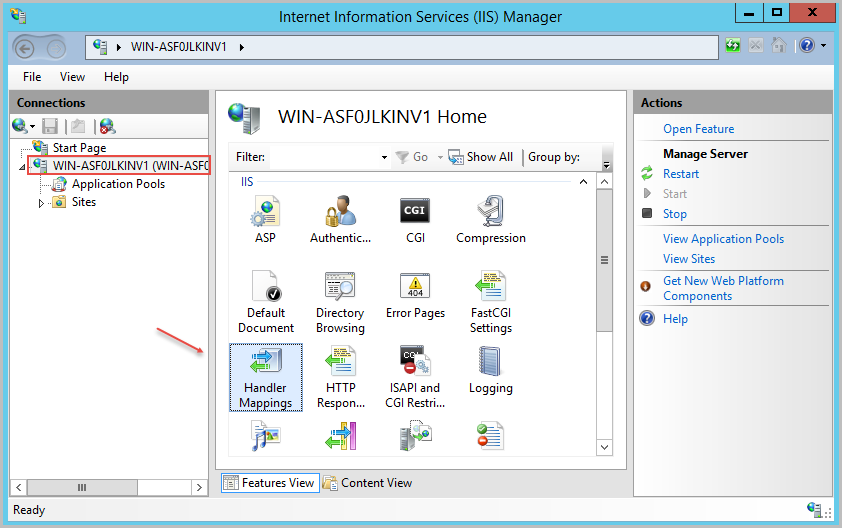 Internet Information Services (IIS) Manager
WIN-ASF0JLKINV1
File View Help
Connections
Start Page
WIN-ASF0JLKINV1 (WIN-ASF0
Application Pools
Sites
WIN-ASF0JLKINV1 Home
Filter: Go Show All Group by:
IIS
ASP Authentic... CGI Compression
CGI
404
Default Document Directory Browsing Error Pages FastCGI Settings
CGI
Handler Mappings HTTP Respon... ISAPI and CGI Restri... Logging
Features View Content View
Actions
Open Feature
Manage Server
Restart
Start
Stop
View Application Pools
View Sites
Get New Web Platform
Components
Help
Ready